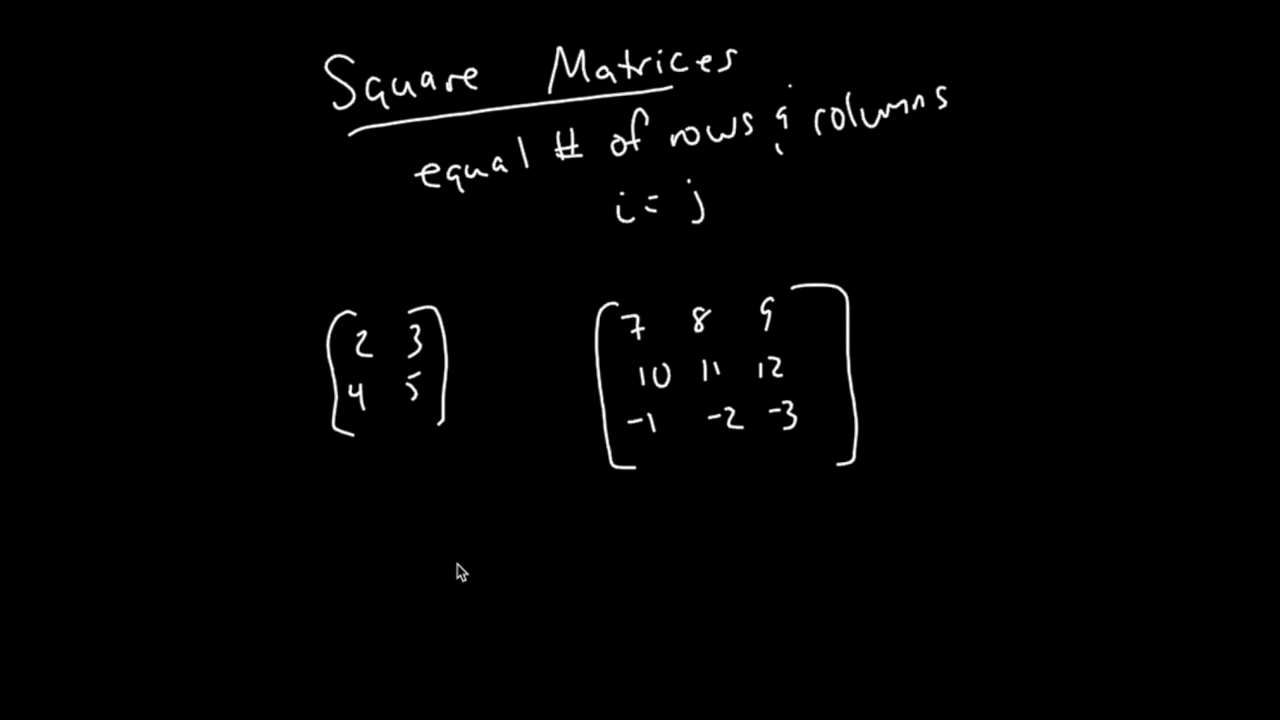 Square Matrices
equal # of rows & columns
i = j
2 3
4 5
7 8 9
10 11 12
-1 -2 -3